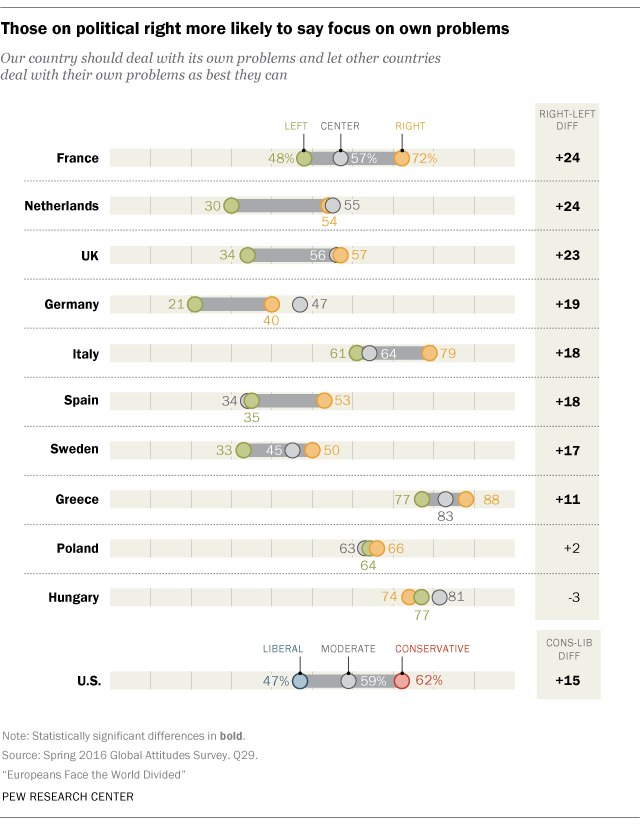 Those on political right more likely to say focus on own problems
Our country should deal with its own problems and let other countries
deal with their own problems as best they can
RIGHT-LEFT
DIFF
LEFT CENTER RIGHT
France 48% 57% 72% +24
Netherlands 30 55 +24
54
UK 34 56 57 +23
Germany 21 47 +19
40
Italy 61 64 79 +18
Spain 34 53 +18
35
Sweden 33 45 50 +17
Greece 77 88 +11
83
Poland 63 66 +2
64
Hungary 74 81 -3
77
CONS-LIB
DIFF
LIBERAL MODERATE CONSERVATIVE
U.S. 47% 59% 62% +15
Note: Statistically significant differences in bold.
Source: Spring 2016 Global Attitudes Survey. Q29.
“Europeans Face the World Divided”
PEW RESEARCH CENTER